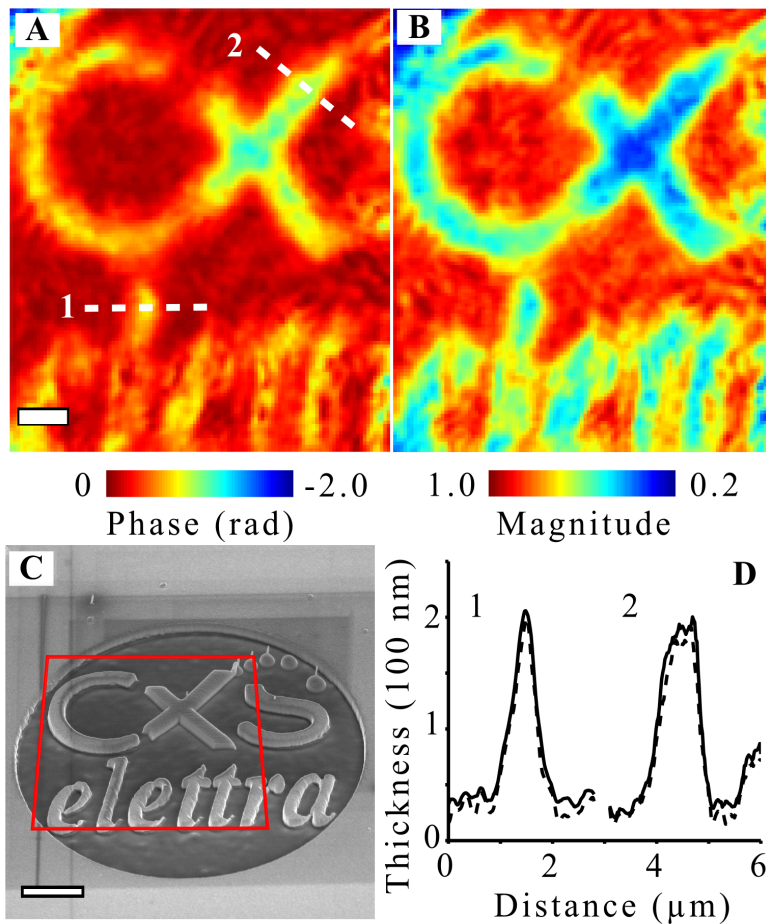 A
2
1
B
0
-2.0
Phase (rad)
1.0
0.2
Magnitude
C
CXS
elettra
D
1
2
2
1
0
Thickness (100 nm)
0
2
4
6
Distance (µm)